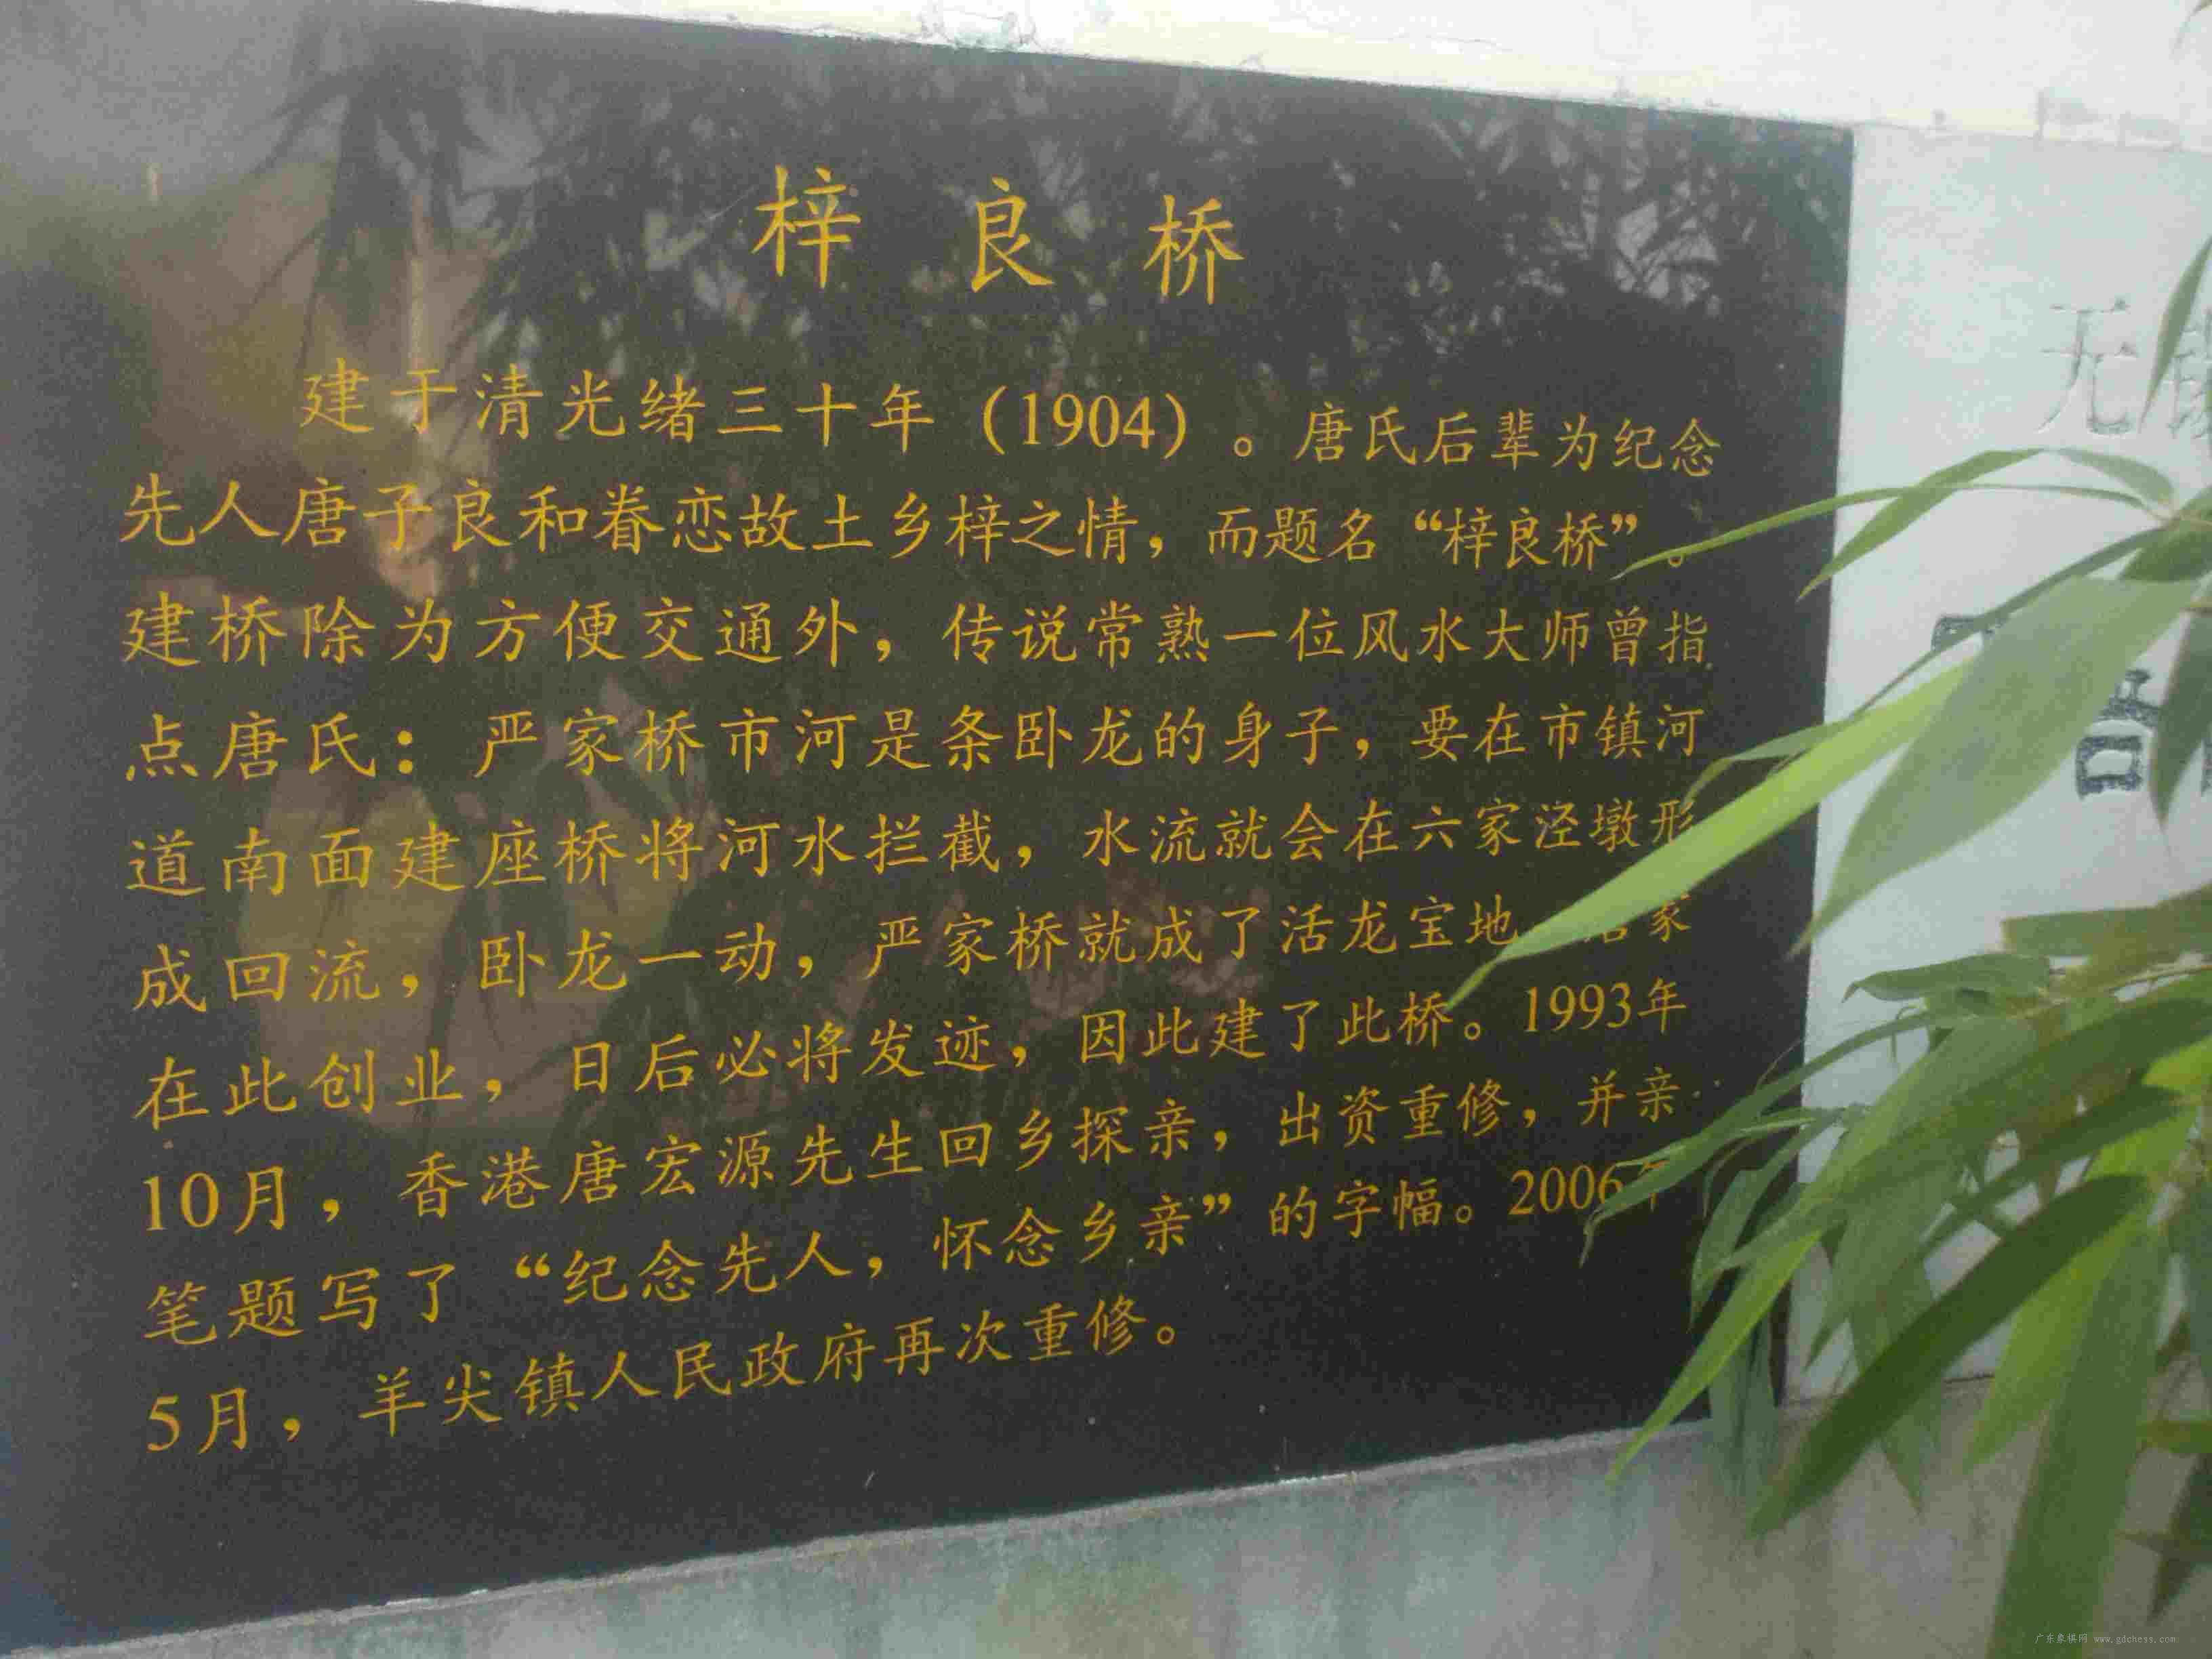 梓良桥
建于清光绪三十年（1904）。唐氏后辈为纪念
先人唐子良和眷恋故土乡梓之情，而题名“梓良桥”。
建桥除为方便交通外，传说常熟一位风水大师曾指
点唐氏：严家桥市河是条卧龙的身子，要在市镇河
道南面建座桥将河水拦截，水流就会在六家泾墩形
成回流，卧龙一动，严家桥就成了活龙宝地 家
在此创业，日后必将发迹，因此建了此桥。1993年
10月，香港唐宏源先生回乡探亲，出资重修，并亲
笔题写了“纪念先人，怀念乡亲”的字幅。2006年
5月，羊尖镇人民政府再次重修。
无
广东象棋网 www.gdchess.com